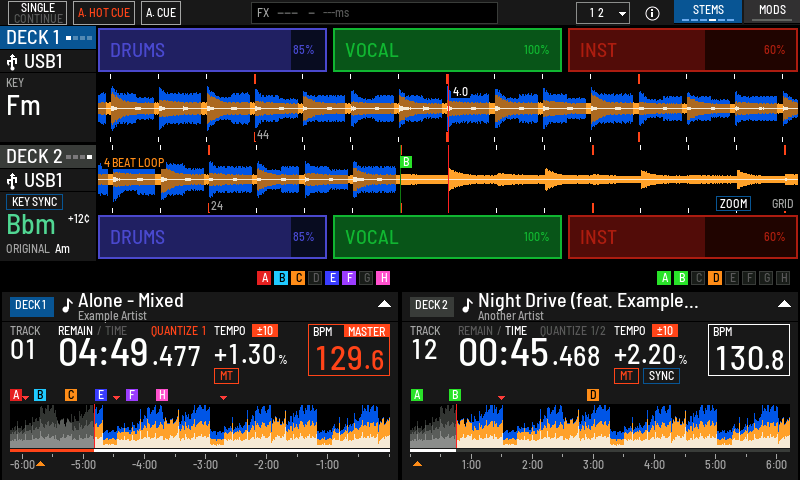 SINGLE
CONTINUE
A. HOT CUE
A. CUE
FX --- - ---ms
1 2
STEMS
MODS
DECK 1
USB1
KEY
Fm
DRUMS 85%
VOCAL 100%
INST 60%
4.0
44
DECK 2
USB1
KEY SYNC
Bbm +12¢
ORIGINAL Am
4 BEAT LOOP
B
24
ZOOM GRID
DRUMS 85%
VOCAL 100%
INST 60%
A B C D E F G H
A B C D E F G H
DECK 1
Alone - Mixed
Example Artist
TRACK
01
REMAIN / TIME
QUANTIZE 1
04:49.477
TEMPO ±10
+1.30%
MT
BPM MASTER
129.6
A B C E F H
-6:00 -5:00 -4:00 -3:00 -2:00 -1:00
DECK 2
Night Drive (feat. Example...
Another Artist
TRACK
12
REMAIN / TIME
QUANTIZE 1/2
00:45.468
TEMPO ±10
+2.20%
MT SYNC
BPM
130.8
A B D
1:00 2:00 3:00 4:00 5:00 6:00